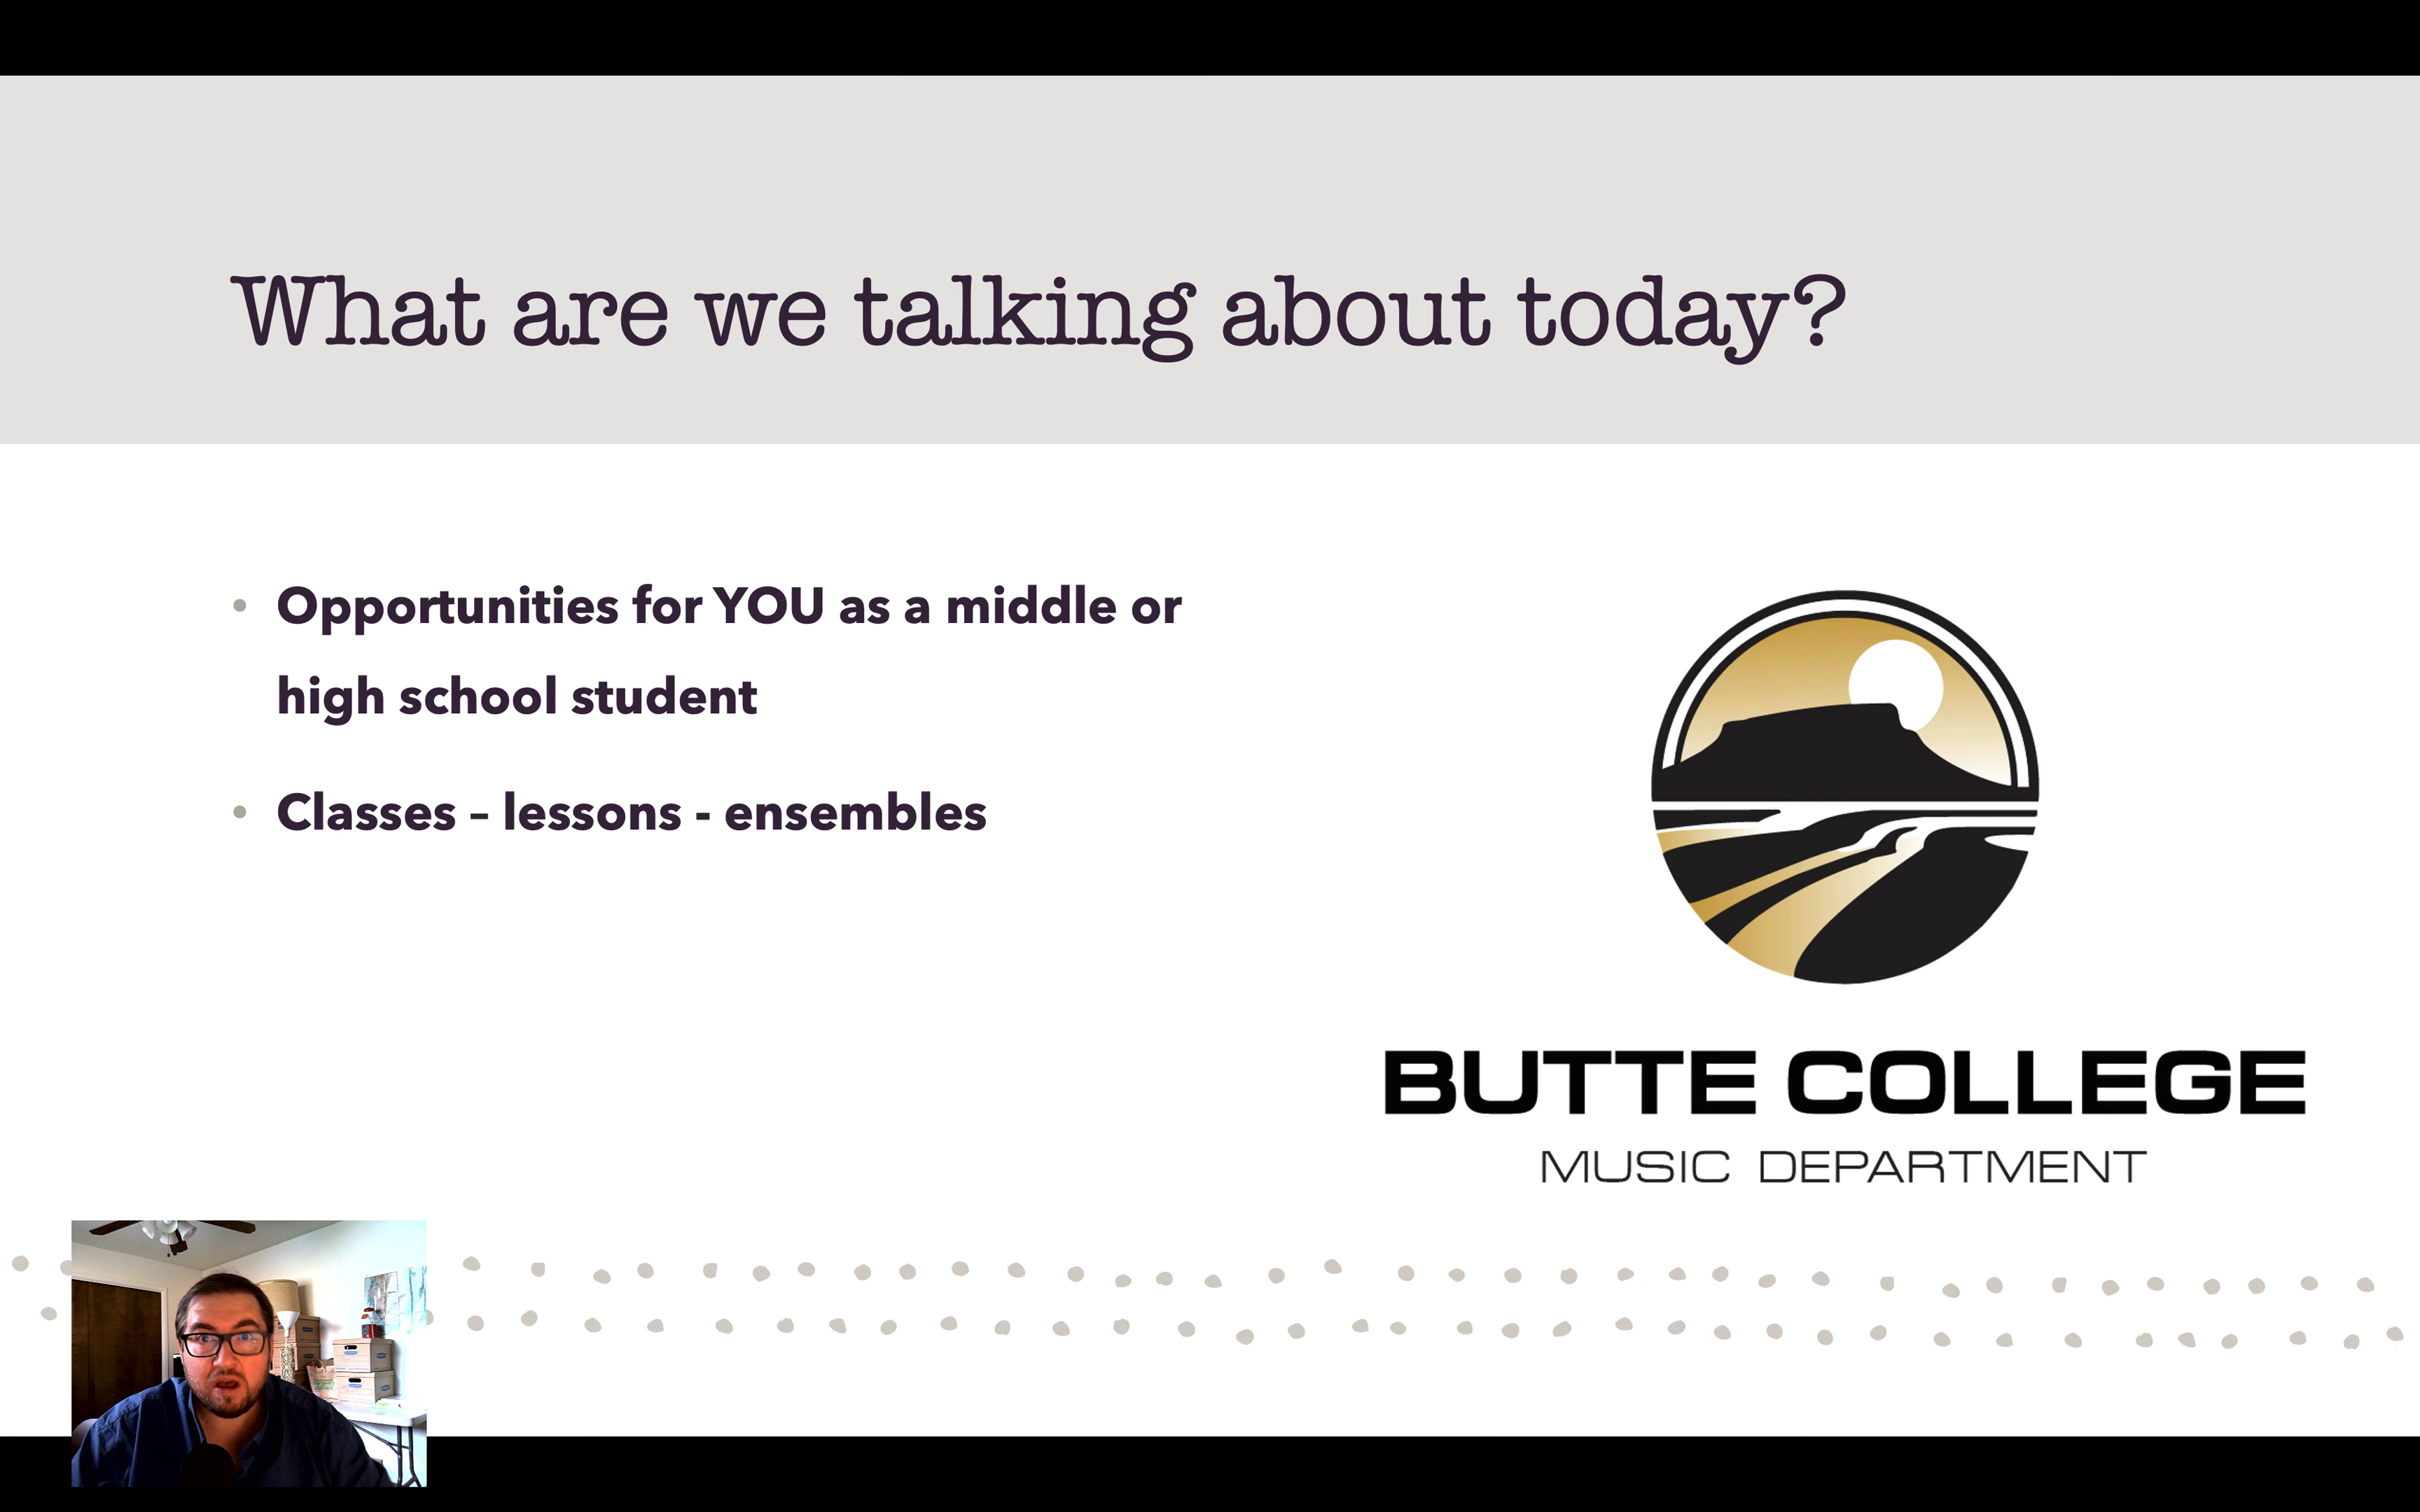 What are we talking about today?
• Opportunities for YOU as a middle or
high school student
• Classes – lessons - ensembles
BUTTE COLLEGE
MUSIC DEPARTMENT